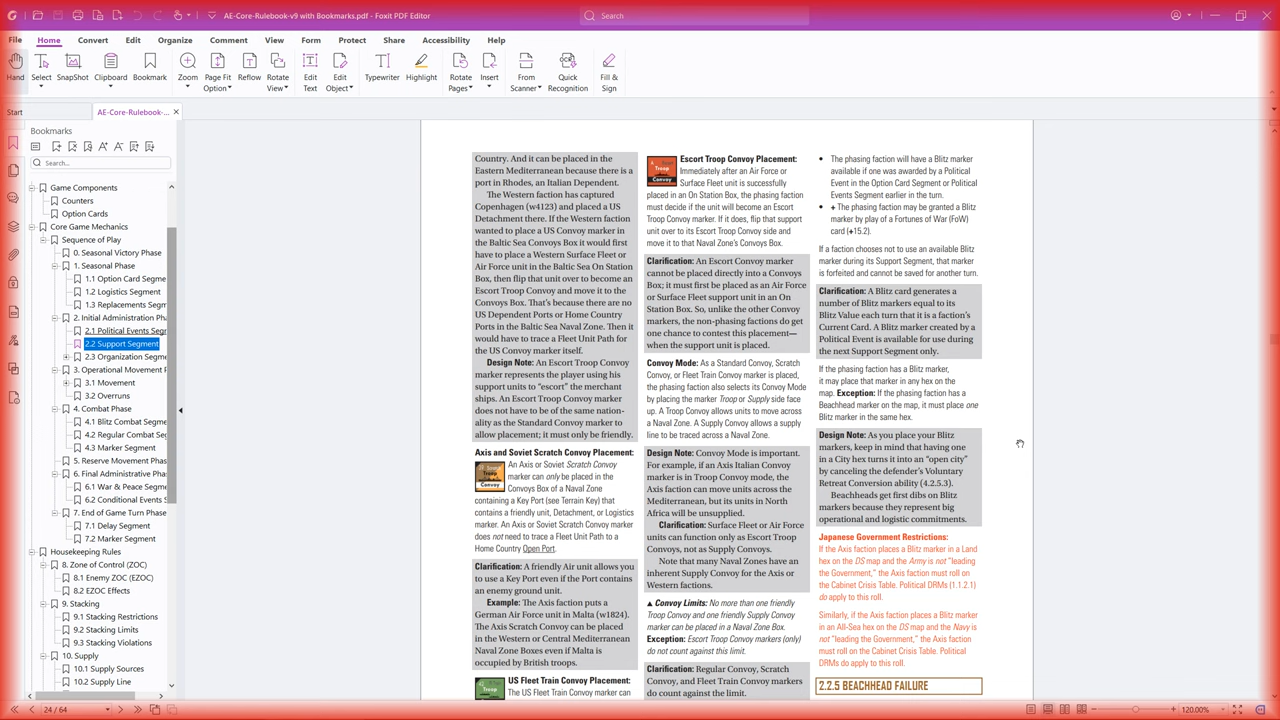 AE-Core-Rulebook-v9 with Bookmarks.pdf - Foxit PDF Editor
Search
File
Home
Convert
Edit
Organize
Comment
View
Form
Protect
Share
Accessibility
Help
Hand
Select
SnapShot
Clipboard
Bookmark
Zoom
Page Fit
Option
Reflow
Rotate
View
Edit
Text
Edit
Object
Typewriter
Highlight
Rotate
Pages
Insert
From
Scanner
Quick
Recognition
Fill &
Sign
Start
AE-Core-Rulebook-...
Bookmarks
Search...
Game Components
Counters
Option Cards
Core Game Mechanics
Sequence of Play
0. Seasonal Victory Phase
1. Seasonal Phase
1.1 Option Card Segme
1.2 Logistics Segment
1.3 Replacements Segm
2. Initial Administration Pha
2.1 Political Events Segr
2.2 Support Segment
2.3 Organization Segme
3. Operational Movement P
3.1 Movement
3.2 Overruns
4. Combat Phase
4.1 Blitz Combat Segme
4.2 Regular Combat Seg
4.3 Marker Segment
5. Reserve Movement Phas
6. Final Administrative Phas
6.1 War & Peace Segme
6.2 Conditional Events S
7. End of Game Turn Phase
7.1 Delay Segment
7.2 Marker Segment
Housekeeping Rules
8. Zone of Control (ZOC)
8.1 Enemy ZOC (EZOC)
8.2 EZOC Effects
9. Stacking
9.1 Stacking Restrictions
9.2 Stacking Limits
9.3 Stacking Violations
10. Supply
10.1 Supply Sources
10.2 Supply Line
Country. And it can be placed in the
Eastern Mediterranean because there is a
port in Rhodes, an Italian Dependent.
The Western faction has captured
Copenhagen (w4123) and placed a US
Detachment there. If the Western faction
wanted to place a US Convoy marker in
the Baltic Sea Convoys Box it would first
have to place a Western Surface Fleet or
Air Force unit in the Baltic Sea On Station
Box, then flip that unit over to become an
Escort Convoy and move it to the
Convoys Box. That's because there are no
US Dependent Ports or Home Country
Ports in the Baltic Sea Naval Zone. Then it
would have to trace a Fleet Unit Path for
the US Convoy marker itself.
Design Note: An Escort Troop Convoy
marker represents the player using his
support units to “escort” the merchant
ships. An Escort Troop Convoy marker
does not have to be of the same nation-
ality as the Standard Convoy marker to
allow placement; it must only be friendly.
Axis and Soviet Scratch Convoy Placement:
Troop
Convoy
An Axis or Soviet Scratch Convoy
marker can only be placed in the
Convoys Box of a Naval Zone
containing a Key Port (see Terrain Key) that
contains a friendly unit, Detachment, or Logistics
marker. An Axis or Soviet Scratch Convoy marker
does not need to trace a Fleet Unit Path to a
Home Country Open Port.
Clarification: A friendly Air unit allows you
to use a Key Port even if the Port contains
an enemy ground unit.
Example: The Axis faction puts a
German Air Force unit in Malta (w1824).
The Axis Scratch Convoy can be placed
in the Western or Central Mediterranean
Naval Zone Boxes even if Malta is
occupied by British troops.
Troop
US Fleet Train Convoy Placement:
The US Fleet Train Convoy marker can
Troop
Convoy
Escort Troop Convoy Placement:
Immediately after an Air Force or
Surface Fleet unit is successfully
placed in an On Station Box, the phasing faction
must decide if the unit will become an Escort
Troop Convoy marker. If it does, flip that support
unit over to its Escort Troop Convoy side and
move it to that Naval Zone's Convoys Box.
Clarification: An Escort Convoy marker
cannot be placed directly into a Convoys
Box; it must first be placed as an Air Force
or Surface Fleet support unit in an On
Station Box. So, unlike the other Convoy
markers, the non-phasing factions do get
one chance to contest this placement—
when the support unit is placed.
Convoy Mode: As a Standard Convoy, Scratch
Convoy, or Fleet Train Convoy marker is placed,
the phasing faction also selects its Convoy Mode
by placing the marker Troop or Supply side face
up. A Troop Convoy allows units to move across
a Naval Zone. A Supply Convoy allows a supply
line to be traced across a Naval Zone.
Design Note: Convoy Mode is important.
For example, if an Axis Italian Convoy
marker is in Troop Convoy mode, the
Axis faction can move units across the
Mediterranean, but its units in North
Africa will be unsupplied.
Clarification: Surface Fleet or Air Force
units can function only as Escort Troop
Convoys, not as Supply Convoys.
Note that many Naval Zones have an
inherent Supply Convoy for the Axis or
Western factions.
▲ Convoy Limits: No more than one friendly
Troop Convoy and one friendly Supply Convoy
marker can be placed in a Naval Zone Box.
Exception: Escort Troop Convoy markers (only)
do not count against this limit.
Clarification: Regular Convoy, Scratch
Convoy, and Fleet Train Convoy markers
do count against the limit.
• The phasing faction will have a Blitz marker
available if one was awarded by a Political
Event in the Option Card Segment or Political
Events Segment earlier in the turn.
• + The phasing faction may be granted a Blitz
marker by play of a Fortunes of War (FoW)
card (+15.2).
If a faction chooses not to use an available Blitz
marker during its Support Segment, that marker
is forfeited and cannot be saved for another turn.
Clarification: A Blitz card generates a
number of Blitz markers equal to its
Blitz Value each turn that it is a faction's
Current Card. A Blitz marker created by a
Political Event is available for use during
the next Support Segment only.
If the phasing faction has a Blitz marker,
it may place that marker in any hex on the
map. Exception: If the phasing faction has a
Beachhead marker on the map, it must place one
Blitz marker in the same hex.
Design Note: As you place your Blitz
markers, keep in mind that having one
in a City hex turns it into an “open city”
by canceling the defender's Voluntary
Retreat Conversion ability (4.2.5.3).
Beachheads get first dibs on Blitz
markers because they represent big
operational and logistic commitments.
Japanese Government Restrictions:
If the Axis faction places a Blitz marker in a Land
hex on the DS map and the Army is not “leading
the Government,” the Axis faction must roll on
the Cabinet Crisis Table. Political DRMs (1.1.2.1)
do apply to this roll.
Similarly, if the Axis faction places a Blitz marker
in an All-Sea hex on the DS map and the Navy is
not “leading the Government,” the Axis faction
must roll on the Cabinet Crisis Table. Political
DRMs do apply to this roll.
2.2.5 BEACHHEAD FAILURE
24 / 64
120.00%